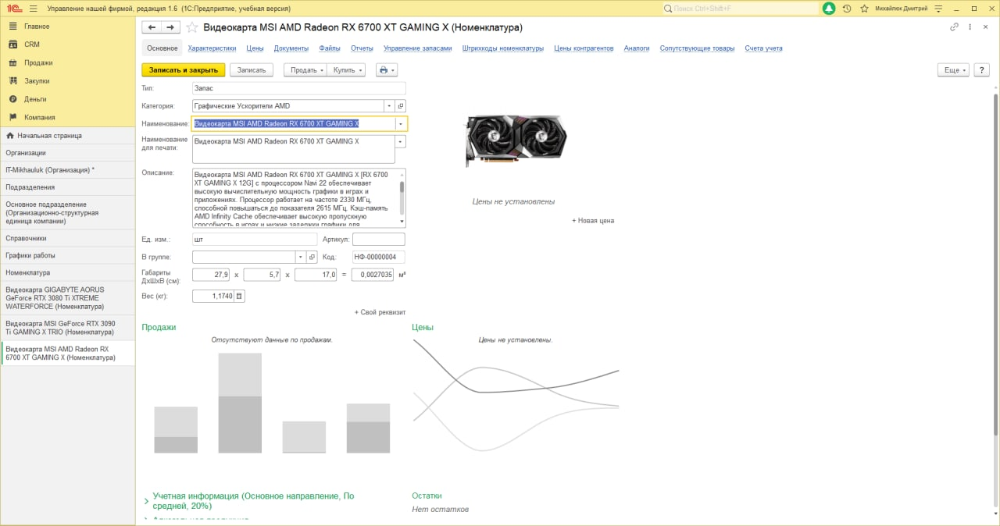 1С Управление нашей фирмой, редакция 1.6 (1С:Предприятие, учебная версия)
Поиск Ctrl+Shift+F
Михайлюк Дмитрий
Главное
CRM
Продажи
Закупки
Деньги
Компания
Начальная страница
Организации
IT-Mikhauluk (Организация) *
Подразделения
Основное подразделение
(Организационно-структурная
единица компании)
Справочники
Графики работы
Номенклатура
Видеокарта GIGABYTE AORUS
GeForce RTX 3080 Ti XTREME
WATERFORCE (Номенклатура)
Видеокарта MSI GeForce RTX 3090
Ti GAMING X TRIO (Номенклатура)
Видеокарта MSI AMD Radeon RX
6700 XT GAMING X (Номенклатура)
Видеокарта MSI AMD Radeon RX 6700 XT GAMING X (Номенклатура)
Основное Характеристики Цены Документы Файлы Отчеты Управление запасами Штрихкоды номенклатуры Цены контрагентов Аналоги Сопутствующие товары Счета учета
Записать и закрыть Записать Продать Купить Еще ?
Тип: Запас
Категория: Графические Ускорители AMD
Наименование: Видеокарта MSI AMD Radeon RX 6700 XT GAMING X
Наименование
для печати: Видеокарта MSI AMD Radeon RX 6700 XT GAMING X
Описание: Видеокарта MSI AMD Radeon RX 6700 XT GAMING X [RX 6700
XT GAMING X 12G] с процессором Navi 22 обеспечивает
высокую вычислительную мощность графики в играх и
приложениях. Процессор работает на частоте 2330 МГц,
способной повышаться до показателя 2615 МГц. Кэш-память
AMD Infinity Cache обеспечивает высокую пропускную
способность в играх и низкие задержки графики для
Ед. изм.: шт Артикул:
В группе: Код: НФ-00000004
Габариты
ДхШхВ (см): 27,9 х 5,7 х 17,0 = 0,0027035 м³
Вес (кг): 1,1740
+ Свой реквизит
Цены не установлены
+ Новая цена
Продажи
Отсутствуют данные по продажам.
Цены
Цены не установлены.
Учетная информация (Основное направление, По
средней, 20%)
Остатки
Нет остатков